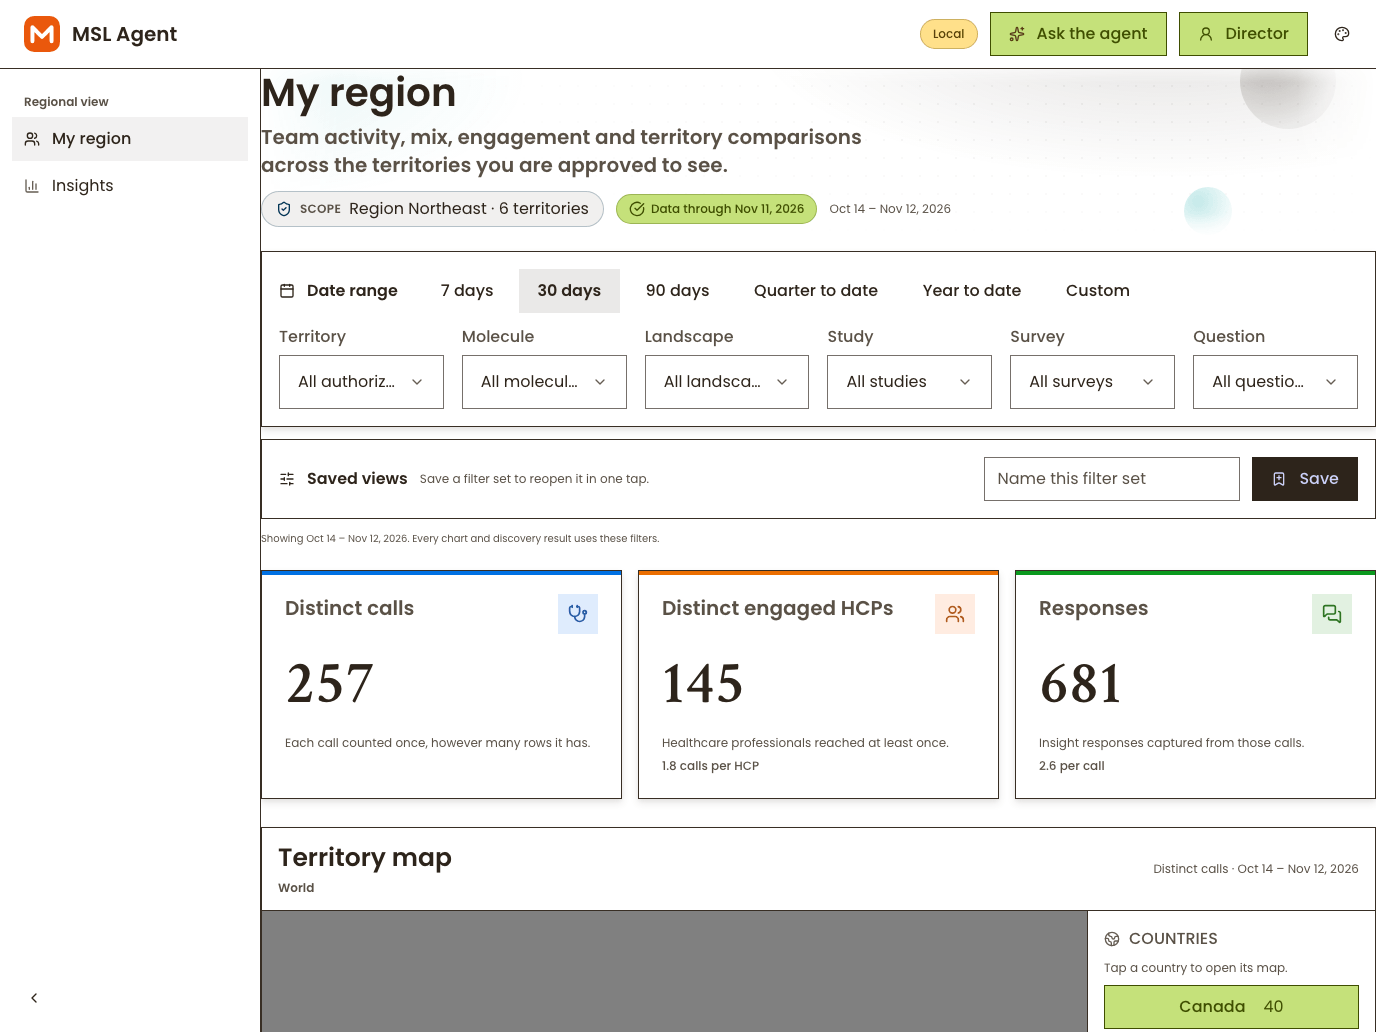 MSL Agent
Local
Ask the agent
Director
Regional view
My region
Insights
My region
Team activity, mix, engagement and territory comparisons
across the territories you are approved to see.
SCOPE Region Northeast · 6 territories
Data through Nov 11, 2026
Oct 14 – Nov 12, 2026
Date range
7 days
30 days
90 days
Quarter to date
Year to date
Custom
Territory
Molecule
Landscape
Study
Survey
Question
All authoriz...
All molecul...
All landsca...
All studies
All surveys
All questio...
Saved views
Save a filter set to reopen it in one tap.
Name this filter set
Save
Showing Oct 14 – Nov 12, 2026. Every chart and discovery result uses these filters.
Distinct calls
257
Each call counted once, however many rows it has.
Distinct engaged HCPs
145
Healthcare professionals reached at least once.
1.8 calls per HCP
Responses
681
Insight responses captured from those calls.
2.6 per call
Territory map
World
Distinct calls · Oct 14 – Nov 12, 2026
COUNTRIES
Tap a country to open its map.
Canada 40